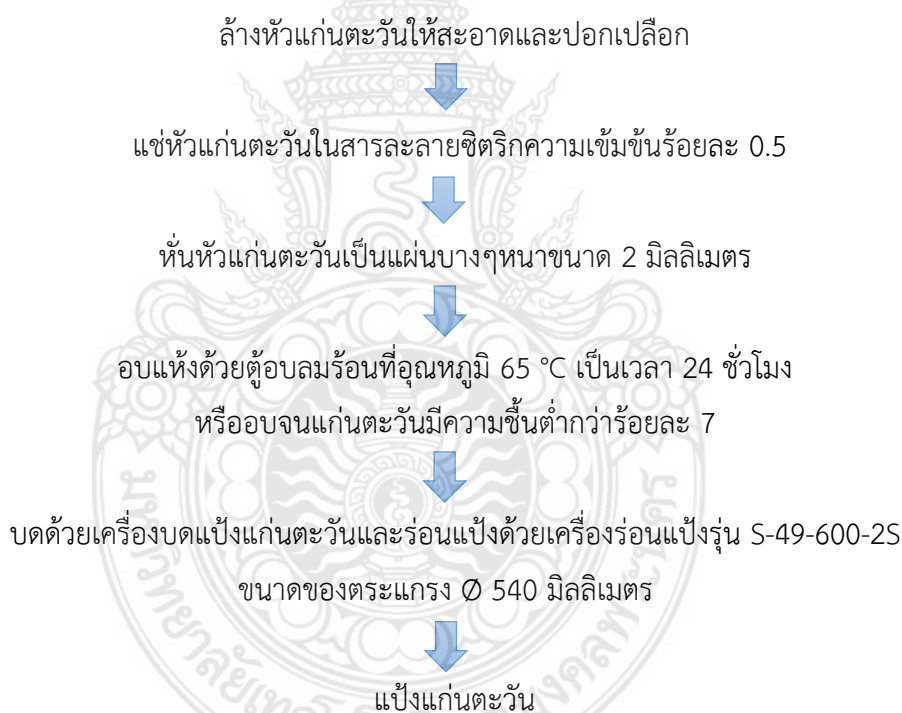 ล้างหัวแก่นตะวันให้สะอาดและปอกเปลือก
แช่หัวแก่นตะวันในสารละลายซิตริกความเข้มข้นร้อยละ 0.5
หั่นหัวแก่นตะวันเป็นแผ่นบางๆหนาขนาด 2 มิลลิเมตร
อบแห้งด้วยตู้อบลมร้อนที่อุณหภูมิ 65 °C เป็นเวลา 24 ชั่วโมง
หรืออบจนแก่นตะวันมีความชื้นต่ำกว่าร้อยละ 7
บดด้วยเครื่องบดแป้งแก่นตะวันและร่อนแป้งด้วยเครื่องร่อนแป้งรุ่น S-49-600-2S
ขนาดของตระแกรง Ø 540 มิลลิเมตร
แป้งแก่นตะวัน